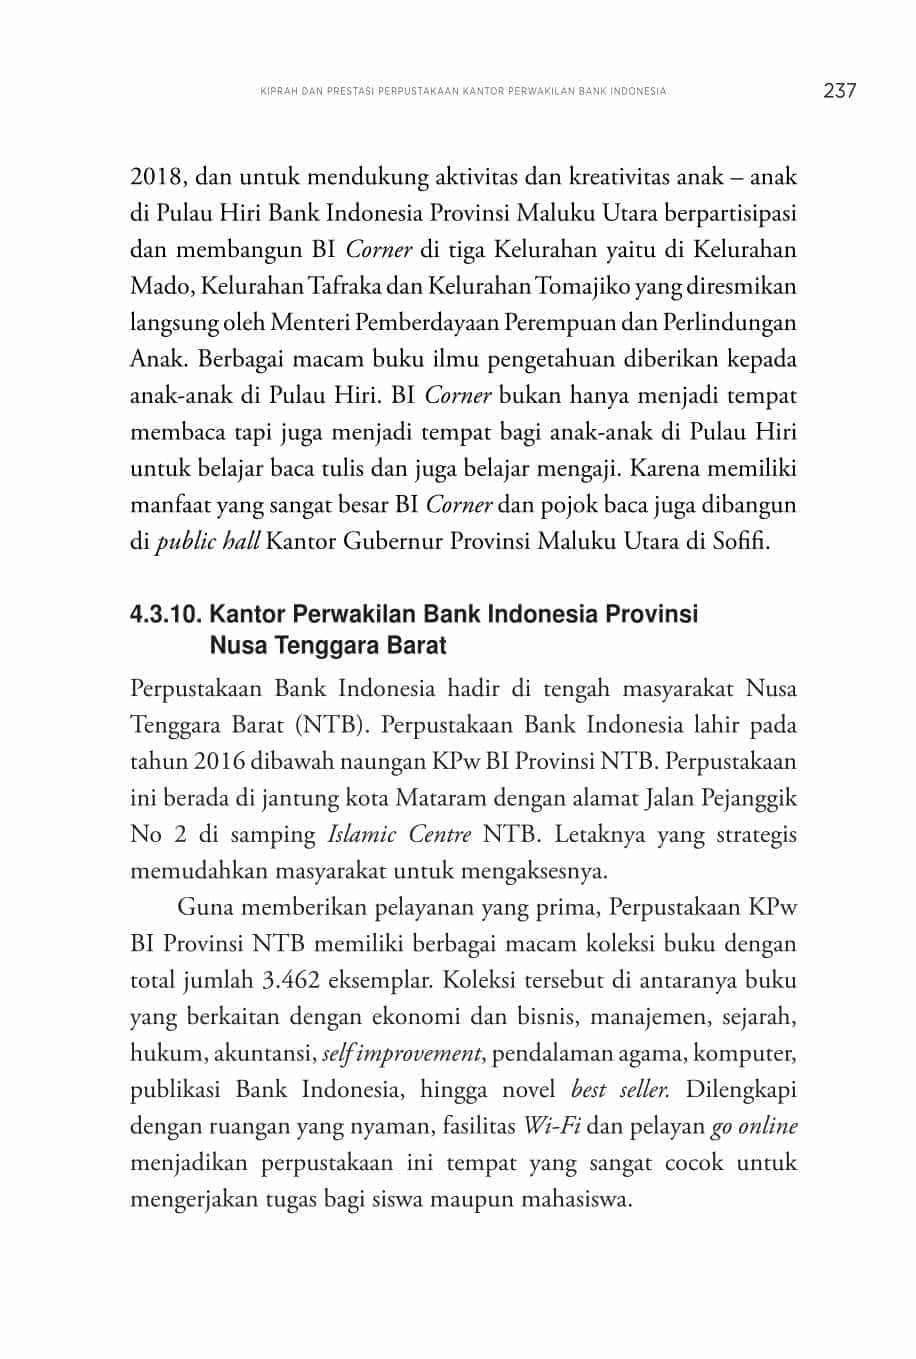 KIPRAH DAN PRESTASI PERPUSTAKAAN KANTOR PERWAKILAN BANK INDONESIA 237
2018, dan untuk mendukung aktivitas dan kreativitas anak – anak
di Pulau Hiri Bank Indonesia Provinsi Maluku Utara berpartisipasi
dan membangun BI Corner di tiga Kelurahan yaitu di Kelurahan
Mado, Kelurahan Tafraka dan Kelurahan Tomajiko yang diresmikan
langsung oleh Menteri Pemberdayaan Perempuan dan Perlindungan
Anak. Berbagai macam buku ilmu pengetahuan diberikan kepada
anak-anak di Pulau Hiri. BI Corner bukan hanya menjadi tempat
membaca tapi juga menjadi tempat bagi anak-anak di Pulau Hiri
untuk belajar baca tulis dan juga belajar mengaji. Karena memiliki
manfaat yang sangat besar BI Corner dan pojok baca juga dibangun
di public hall Kantor Gubernur Provinsi Maluku Utara di Sofifi.
4.3.10. Kantor Perwakilan Bank Indonesia Provinsi
Nusa Tenggara Barat
Perpustakaan Bank Indonesia hadir di tengah masyarakat Nusa
Tenggara Barat (NTB). Perpustakaan Bank Indonesia lahir pada
tahun 2016 dibawah naungan KPw BI Provinsi NTB. Perpustakaan
ini berada di jantung kota Mataram dengan alamat Jalan Pejanggik
No 2 di samping Islamic Centre NTB. Letaknya yang strategis
memudahkan masyarakat untuk mengaksesnya.
Guna memberikan pelayanan yang prima, Perpustakaan KPw
BI Provinsi NTB memiliki berbagai macam koleksi buku dengan
total jumlah 3.462 eksemplar. Koleksi tersebut di antaranya buku
yang berkaitan dengan ekonomi dan bisnis, manajemen, sejarah,
hukum, akuntansi, self improvement, pendalaman agama, komputer,
publikasi Bank Indonesia, hingga novel best seller. Dilengkapi
dengan ruangan yang nyaman, fasilitas Wi-Fi dan pelayan go online
menjadikan perpustakaan ini tempat yang sangat cocok untuk
mengerjakan tugas bagi siswa maupun mahasiswa.